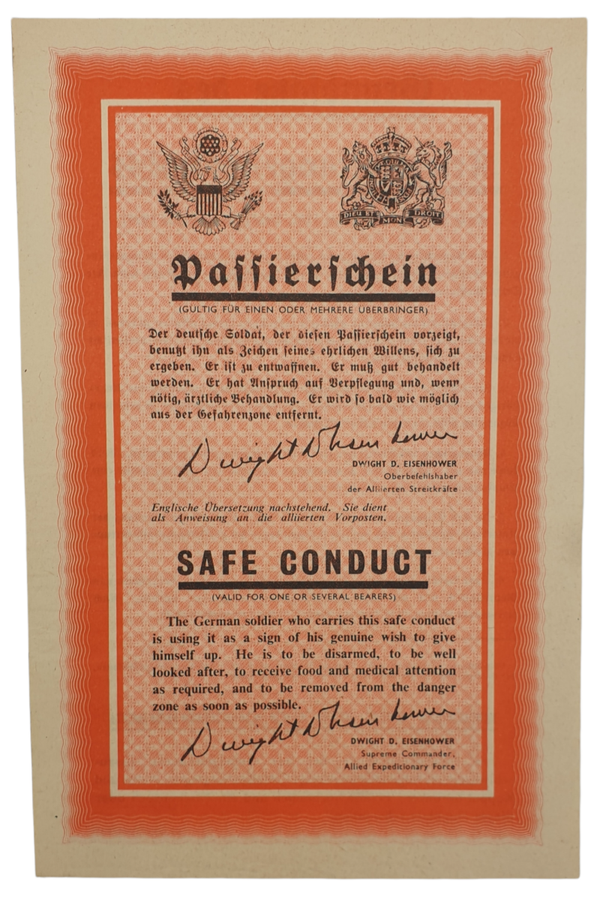 DIEU ET MON DROIT
Passierschein
(GÜLTIG FÜR EINEN ODER MEHRERE ÜBERBRINGER)
Der deutsche Soldat, der diesen Passierschein vorzeigt,
benutzt ihn als Zeichen seines ehrlichen Willens, sich zu
ergeben. Er ist zu entwaffnen. Er muß gut behandelt
werden. Er hat Anspruch auf Verpflegung und, wenn
nötig, ärztliche Behandlung. Er wird so bald wie möglich
aus der Gefahrenzone entfernt.
Dwight D Eisenhower
DWIGHT D. EISENHOWER
Oberbefehlshaber
der Alliierten Streitkräfte
Englische Übersetzung nachstehend. Sie dient
als Anweisung an die alliierten Vorposten.
SAFE CONDUCT
(VALID FOR ONE OR SEVERAL BEARERS)
The German soldier who carries this safe conduct
is using it as a sign of his genuine wish to give
himself up. He is to be disarmed, to be well
looked after, to receive food and medical attention
as required, and to be removed from the danger
zone as soon as possible.
Dwight D Eisenhower
DWIGHT D. EISENHOWER
Supreme Commander,
Allied Expeditionary Force